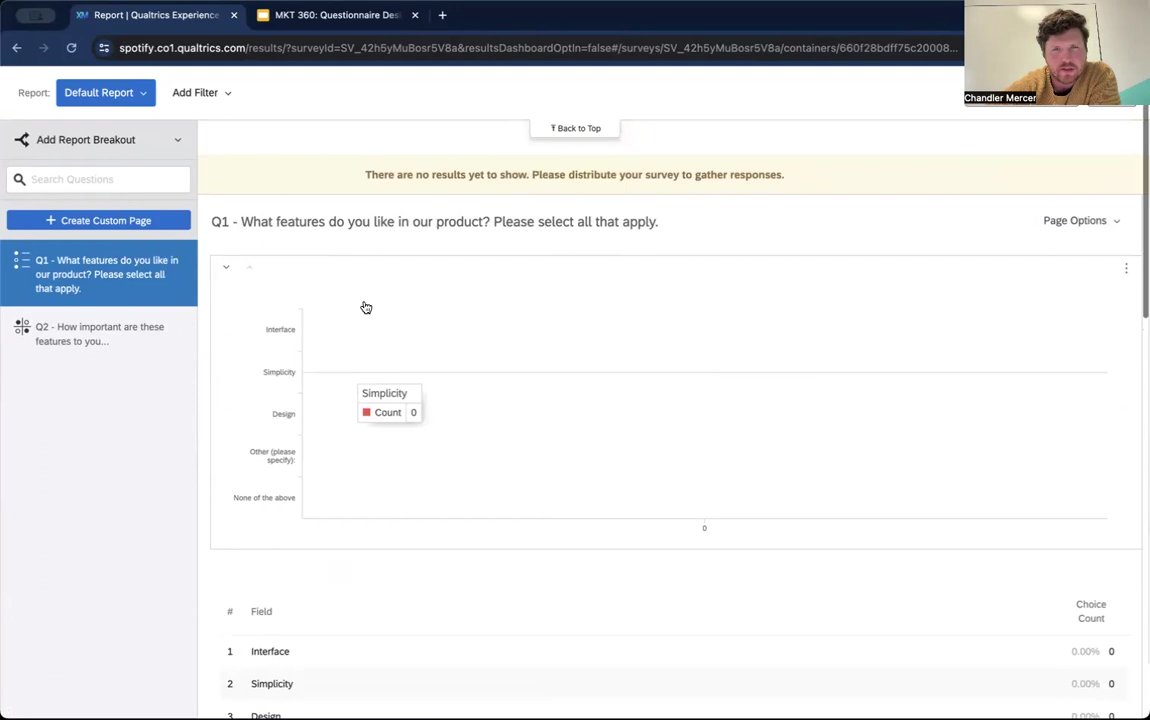 Report | Qualtrics Experience
MKT 360: Questionnaire Des
spotify.co1.qualtrics.com/results/?surveyId=SV_42h5yMuBosr5V8a&resultsDashboardOptIn=false#/surveys/SV_42h5yMuBosr5V8a/containers/660f28bdff75c20008...
Chandler Mercer
Report: Default Report Add Filter
Add Report Breakout
Back to Top
Search Questions
There are no results yet to show. Please distribute your survey to gather responses.
+ Create Custom Page
Q1 - What features do you like in our product? Please select all that apply.
Page Options
Q1 - What features do you like in
our product? Please select all
that apply.
Q2 - How important are these
features to you...
Interface
Simplicity
Design
Other (please
specify):
None of the above
Simplicity
Count 0
0
# Field Choice
Count
1 Interface 0.00% 0
2 Simplicity 0.00% 0
3 Design 0.00% 0